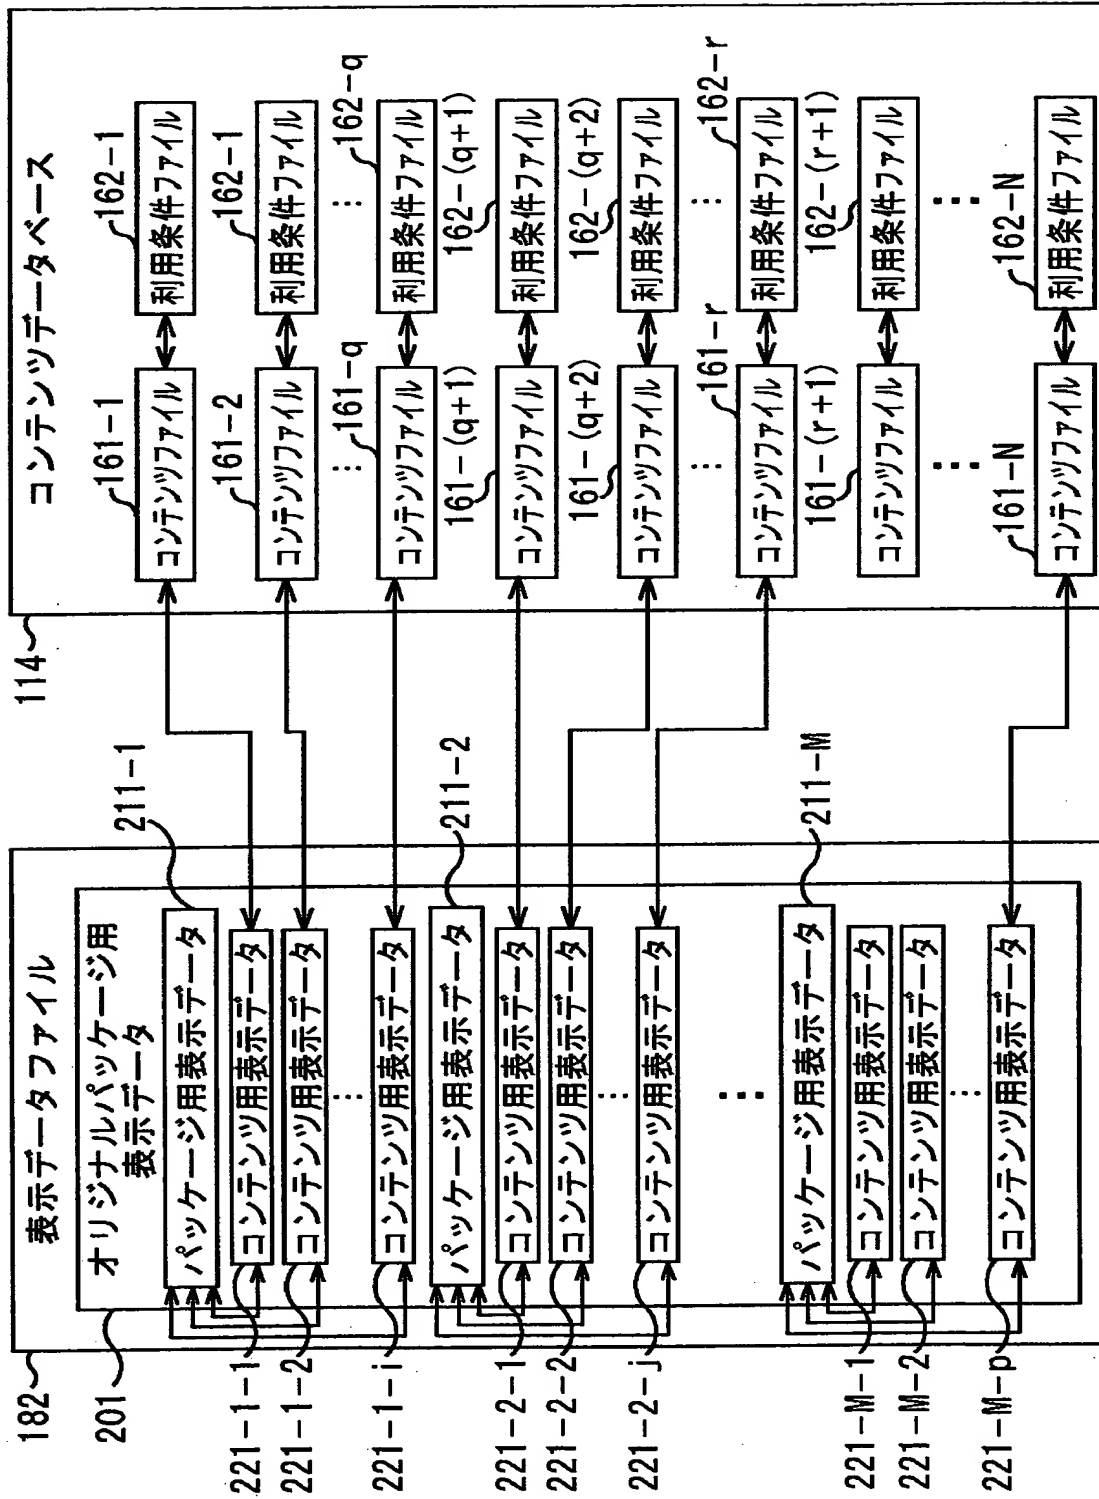 コンテンツデータベース
114
161-1
コンテンツファイル
162-1
利用条件ファイル
161-2
コンテンツファイル
162-1
利用条件ファイル
⋮
161-q
コンテンツファイル
⋮
162-q
利用条件ファイル
161-(q+1)
コンテンツファイル
162-(q+1)
利用条件ファイル
161-(q+2)
コンテンツファイル
162-(q+2)
利用条件ファイル
⋮
161-r
コンテンツファイル
⋮
162-r
利用条件ファイル
161-(r+1)
コンテンツファイル
162-(r+1)
利用条件ファイル
⋮
161-N
コンテンツファイル
⋮
162-N
利用条件ファイル
182
表示データファイル
201
オリジナルパッケージ用
表示データ
211-1
パッケージ用表示データ
221-1-1
コンテンツ用表示データ
221-1-2
コンテンツ用表示データ
⋮
221-1-i
コンテンツ用表示データ
211-2
パッケージ用表示データ
221-2-1
コンテンツ用表示データ
221-2-2
コンテンツ用表示データ
⋮
221-2-j
コンテンツ用表示データ
⋮
211-M
パッケージ用表示データ
221-M-1
コンテンツ用表示データ
221-M-2
コンテンツ用表示データ
⋮
221-M-p
コンテンツ用表示データ